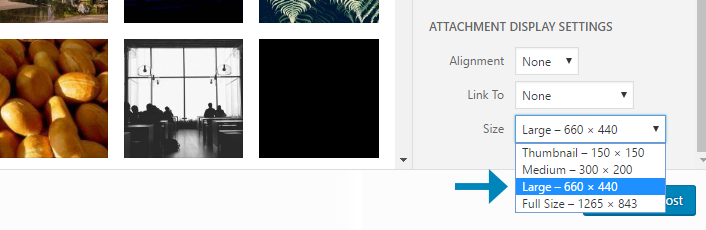 ATTACHMENT DISPLAY SETTINGS
Alignment None
Link To None
Size Large – 660 × 440
Thumbnail – 150 × 150
Medium – 300 × 200
Large – 660 × 440
Full Size – 1265 × 843